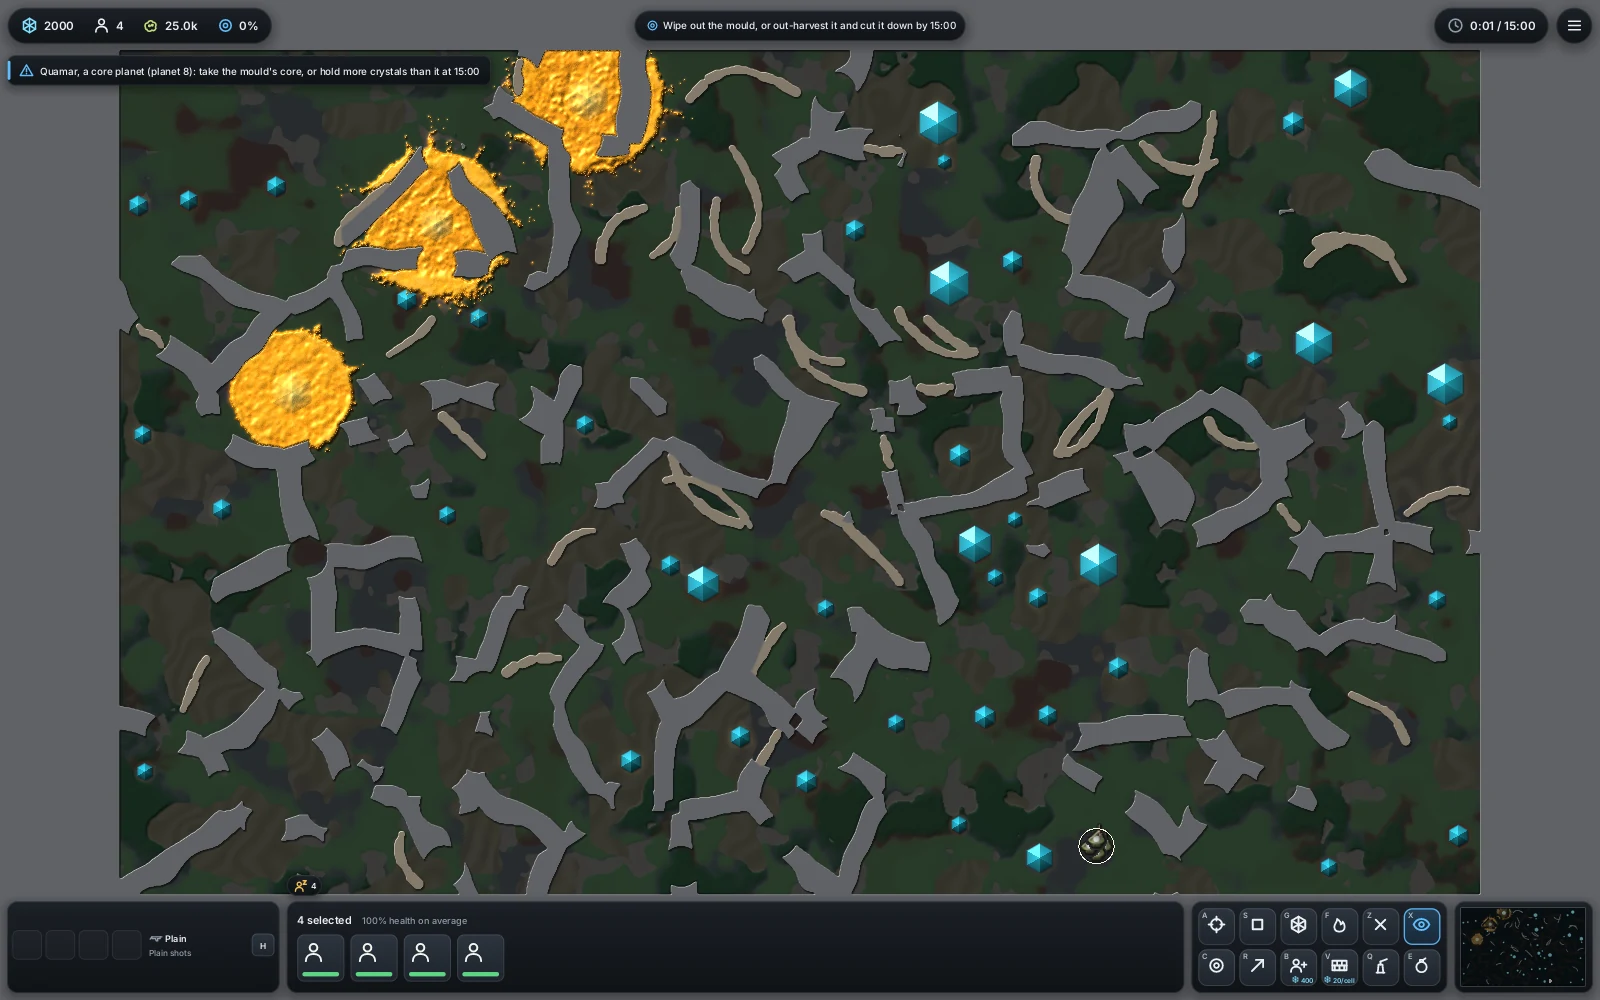 2000
4
25.0k
0%
Wipe out the mould, or out-harvest it and cut it down by 15:00
0:01 / 15:00
Quamar, a core planet (planet 8): take the mould's core, or hold more crystals than it at 15:00
4
Plain
Plain shots
H
4 selected
100% health on average
A
S
G
F
Z
X
C
R
B
400
V
20/cell
Q
E